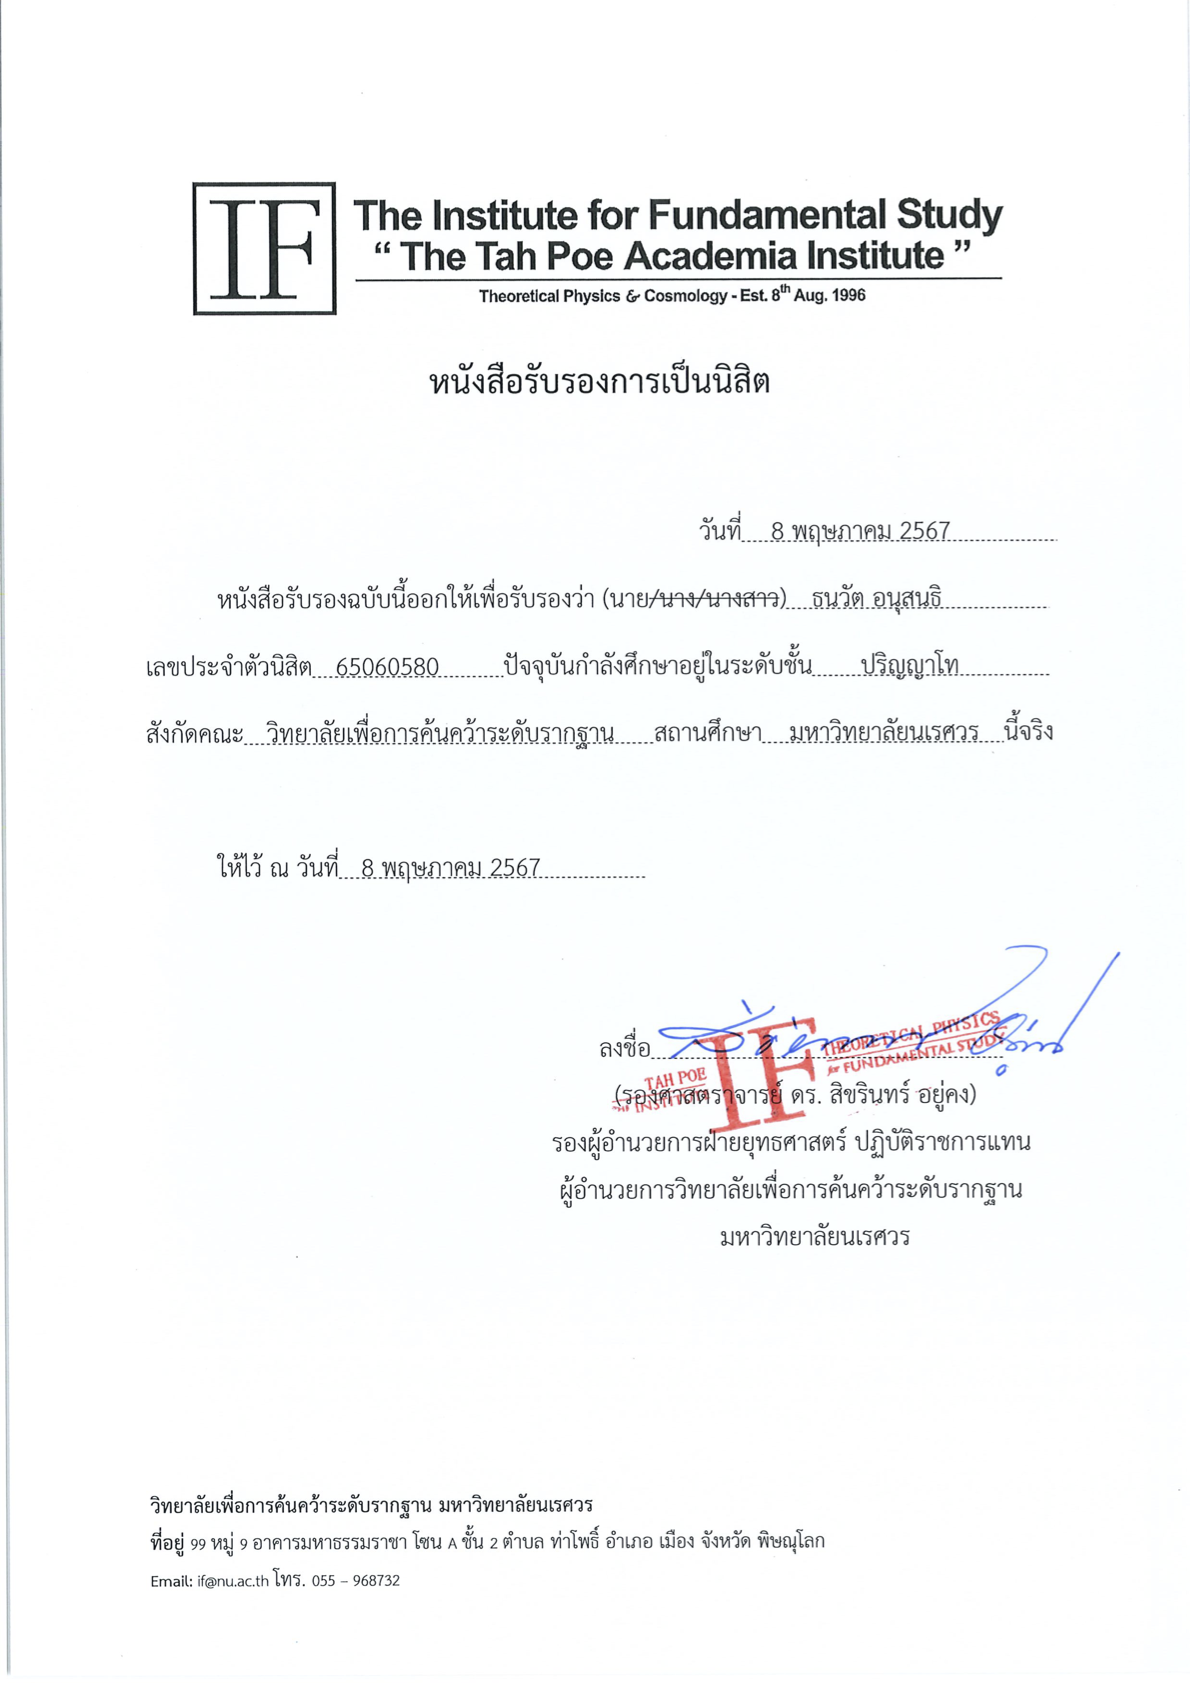 IF
The Institute for Fundamental Study
“ The Tah Poe Academia Institute ”
Theoretical Physics & Cosmology - Est. 8th Aug. 1996
หนังสือรับรองการเป็นนิสิต
วันที่ 8 พฤษภาคม 2567
หนังสือรับรองฉบับนี้ออกให้เพื่อรับรองว่า (นาย/นาง/นางสาว) ธนวัต อนุสนธิ
เลขประจำตัวนิสิต 65060580 ปัจจุบันกำลังศึกษาอยู่ในระดับชั้น ปริญญาโท
สังกัดคณะ วิทยาลัยเพื่อการค้นคว้าระดับรากฐาน สถานศึกษา มหาวิทยาลัยนเรศวร นี้จริง
ให้ไว้ ณ วันที่ 8 พฤษภาคม 2567
ลงชื่อ
IF
THEORETICAL PHYSICS
for FUNDAMENTAL STUDY
TAH POE
INSTITUTE
(รองศาสตราจารย์ ดร. สิขรินทร์ อยู่คง)
รองผู้อำนวยการฝ่ายยุทธศาสตร์ ปฏิบัติราชการแทน
ผู้อำนวยการวิทยาลัยเพื่อการค้นคว้าระดับรากฐาน
มหาวิทยาลัยนเรศวร
วิทยาลัยเพื่อการค้นคว้าระดับรากฐาน มหาวิทยาลัยนเรศวร
ที่อยู่ 99 หมู่ 9 อาคารมหาธรรมราชา โซน A ชั้น 2 ตำบล ท่าโพธิ์ อำเภอ เมือง จังหวัด พิษณุโลก
Email: if@nu.ac.th โทร. 055 – 968732